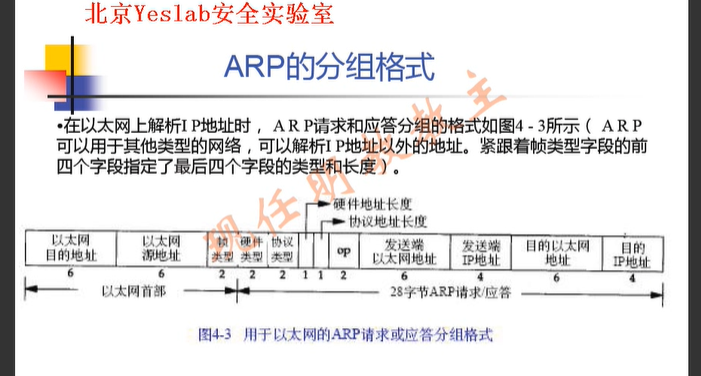 北京Yeslab安全实验室
ARP的分组格式
•在以太网上解析I P地址时， A R P请求和应答分组的格式如图4 - 3所示（ A R P
可以用于其他类型的网络，可以解析I P地址以外的地址。紧跟着帧类型字段的前
四个字段指定了最后四个字段的类型和长度）。
现任明教教主
硬件地址长度
协议地址长度
以太网 以太网 帧 硬件 协议 op 发送端 发送端 目的以太网 目的
目的地址 源地址 类型 类型 类型 以太网地址 IP地址 地址 IP地址
6 6 2 2 2 1 1 2 6 4 6 4
以太网首部 28字节ARP请求/应答
图4-3 用于以太网的ARP请求或应答分组格式